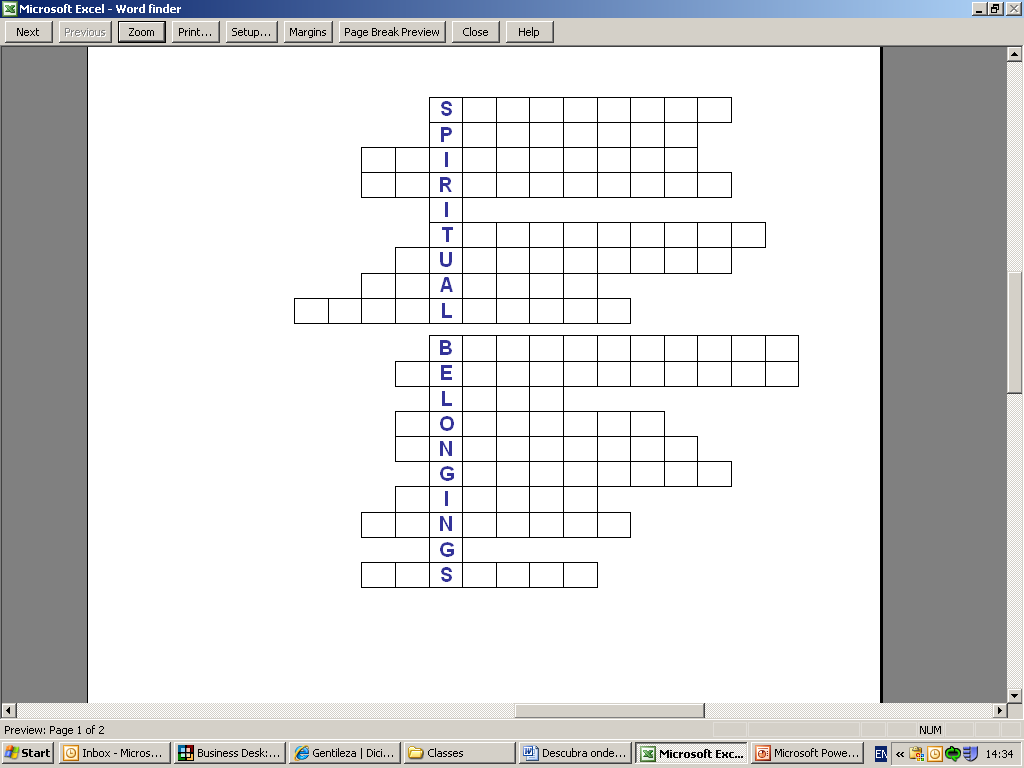 Microsoft Excel - Word finder
Next Previous Zoom Print... Setup... Margins Page Break Preview Close Help
S
P
I
R
I
T
U
A
L
B
E
L
O
N
G
I
N
G
S
Preview: Page 1 of 2 NUM
Start Inbox - Micros... Business Desk:... Gentileza | Dici... Classes Descubra onde... Microsoft Exc... Microsoft Powe... EN « 14:34